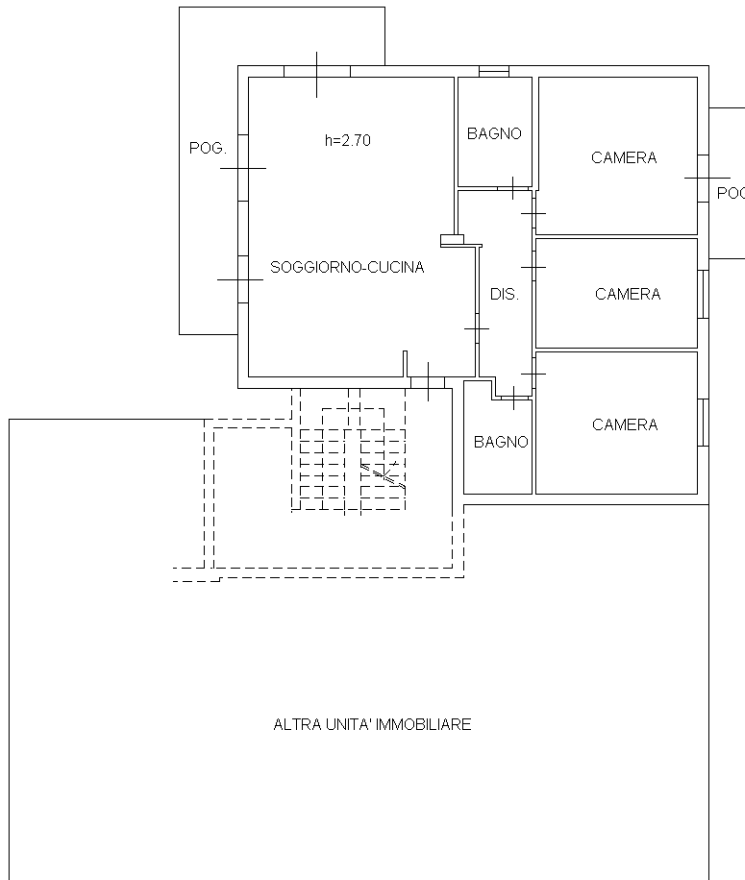 BAGNO
h=2.70
POG.
CAMERA
POG
SOGGIORNO-CUCINA
DIS.
CAMERA
CAMERA
BAGNO
ALTRA UNITA' IMMOBILIARE